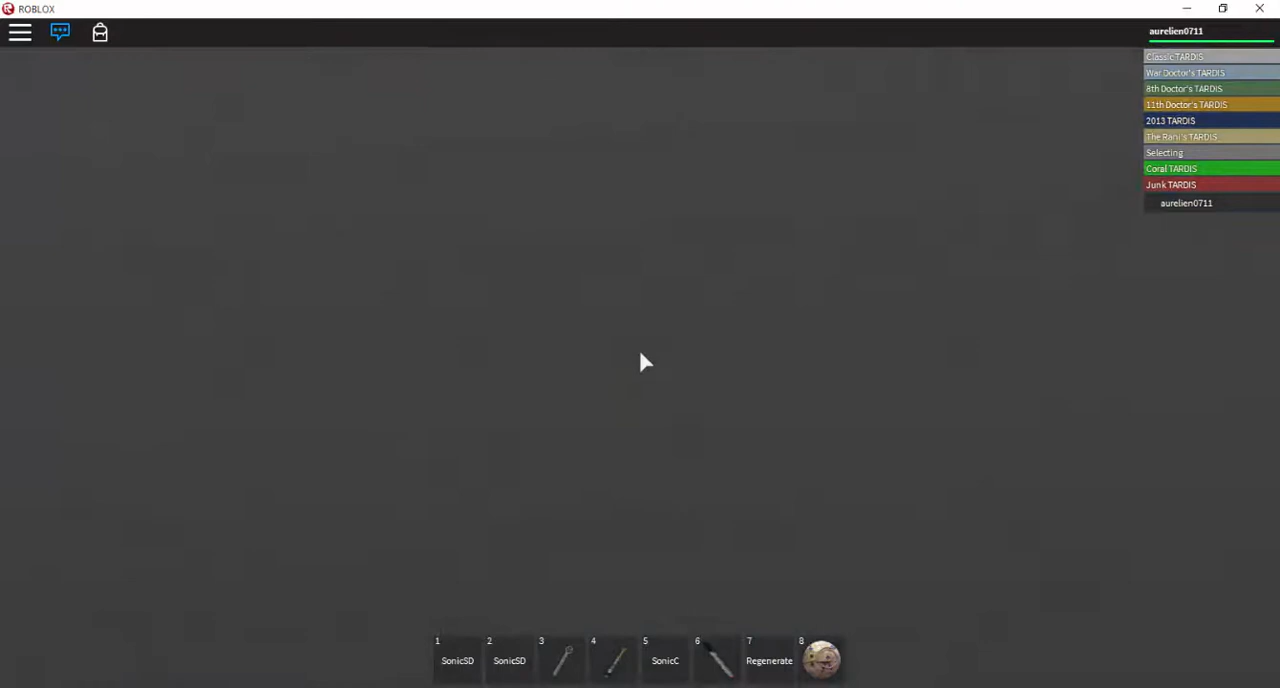 ROBLOX
aurelien0711
Classic TARDIS
War Doctor's TARDIS
8th Doctor's TARDIS
11th Doctor's TARDIS
2013 TARDIS
The Rani's TARDIS
Selecting
Coral TARDIS
Junk TARDIS
aurelien0711
1 2 3 4 5 6 7 8
SonicSD SonicSD SonicC Regenerate